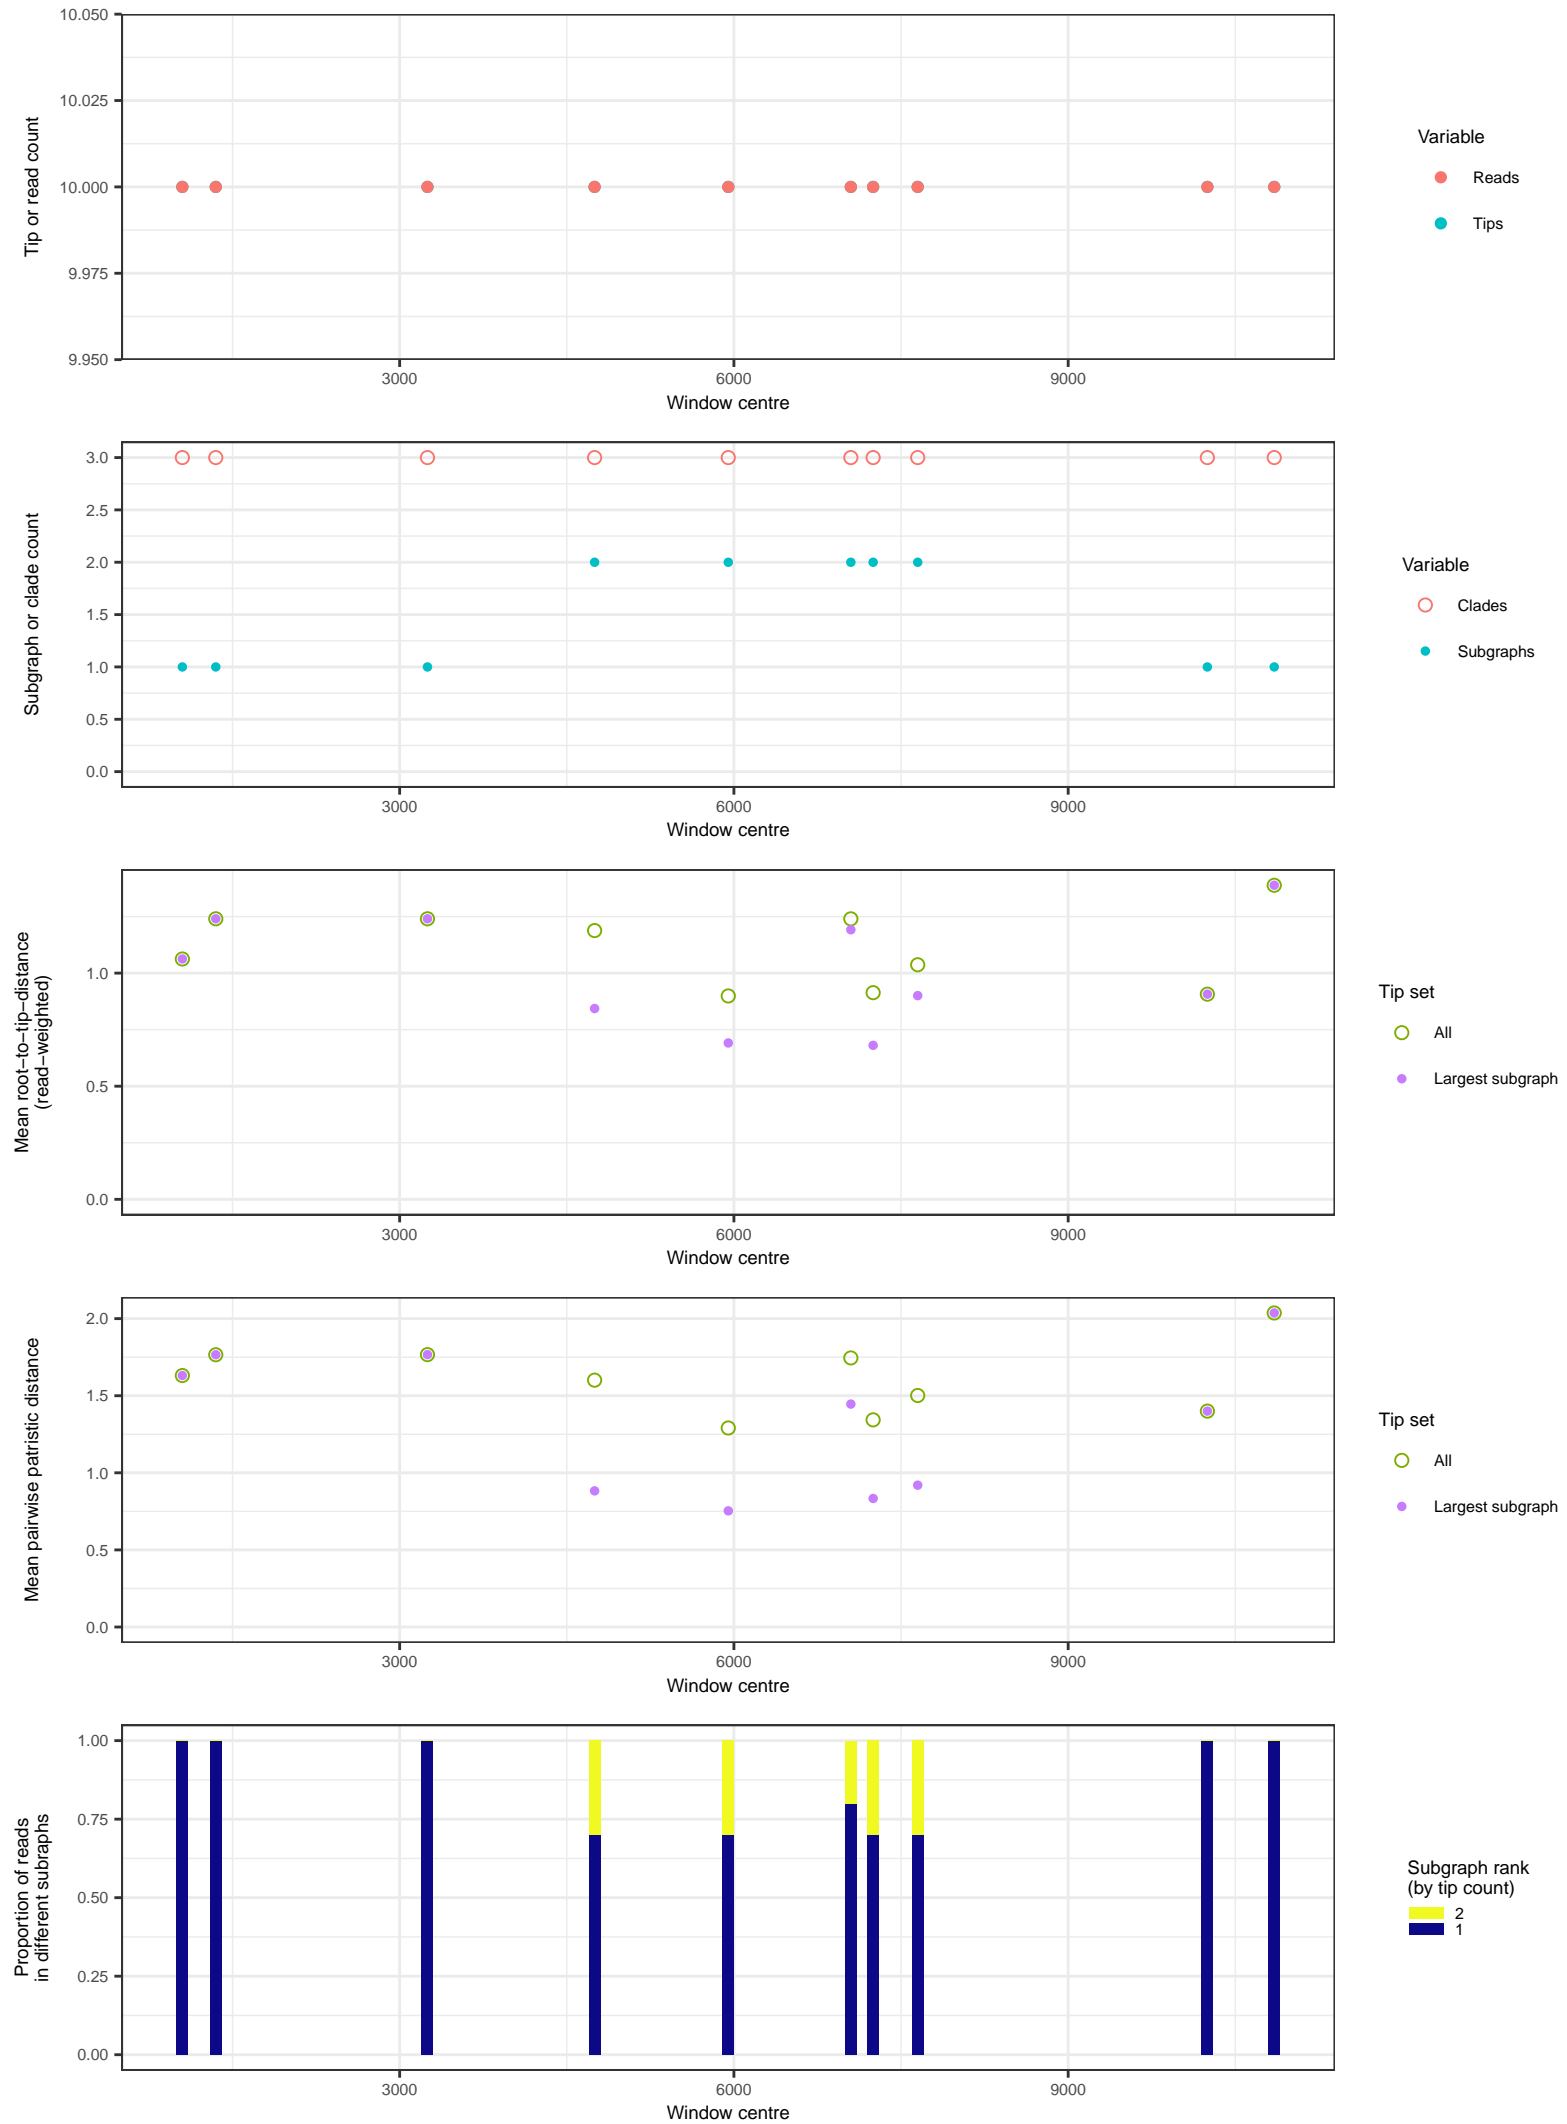 10.050
10.025
10.000
9.975
9.950
Tip or read count
3000
6000
9000
Window centre
Variable
Reads
Tips
3.0
2.5
2.0
1.5
1.0
0.5
0.0
Subgraph or clade count
3000
6000
9000
Window centre
Variable
Clades
Subgraphs
1.0
0.5
0.0
Mean root−to−tip−distance
(read−weighted)
3000
6000
9000
Window centre
Tip set
All
Largest subgraph
2.0
1.5
1.0
0.5
0.0
Mean pairwise patristic distance
3000
6000
9000
Window centre
Tip set
All
Largest subgraph
1.00
0.75
0.50
0.25
0.00
Proportion of reads
in different subraphs
3000
6000
9000
Window centre
Subgraph rank
(by tip count)
2
1